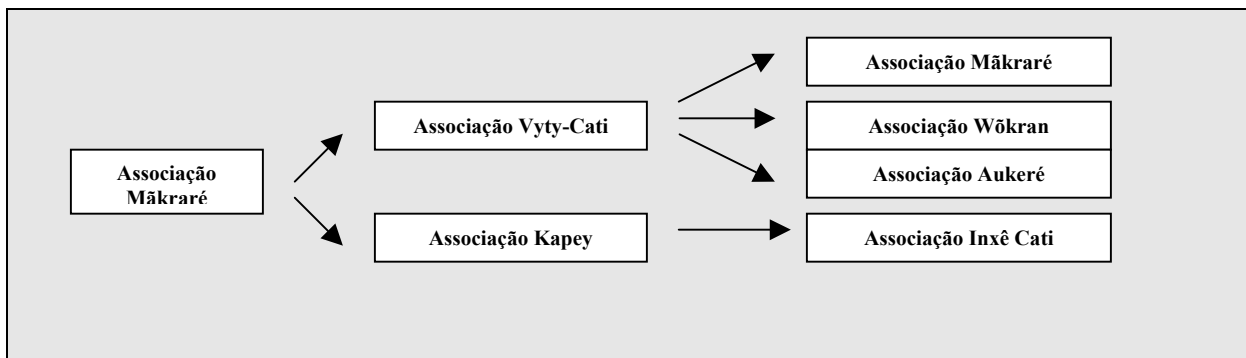 Associação Mãkraré
Associação Vyty-Cati
Associação Wõkran
Associação
Mãkraré
Associação Aukeré
Associação Kapey
Associação Inxê Cati